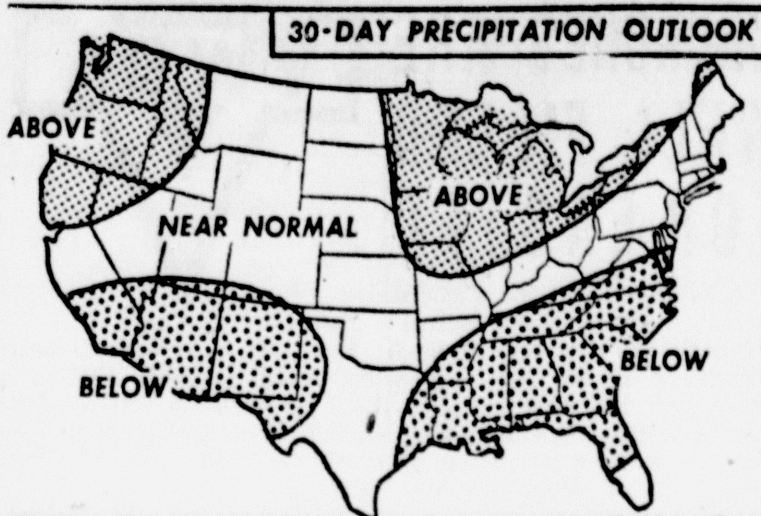 30-DAY PRECIPITATION OUTLOOK
ABOVE
ABOVE
NEAR NORMAL
BELOW
BELOW